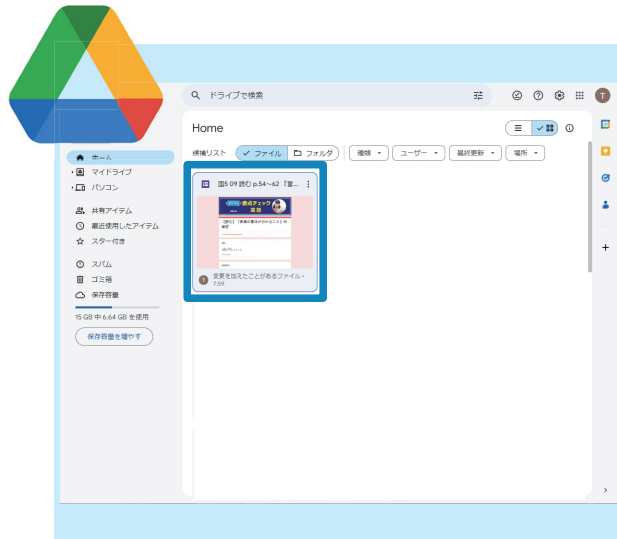 ドライブで検索
T
Home
候補リスト
ファイル
フォルダ
種類
ユーザー
最終更新
場所
ホーム
マイドライブ
パソコン
共有アイテム
最近使用したアイテム
スター付き
スパム
ゴミ箱
保存容量
15 GB 中 6.64 GB を使用
保存容量を増やす
国5 09 読む p.54~62 『言...
要点チェック
国語
T
変更を加えたことがあるファイル・
7:59